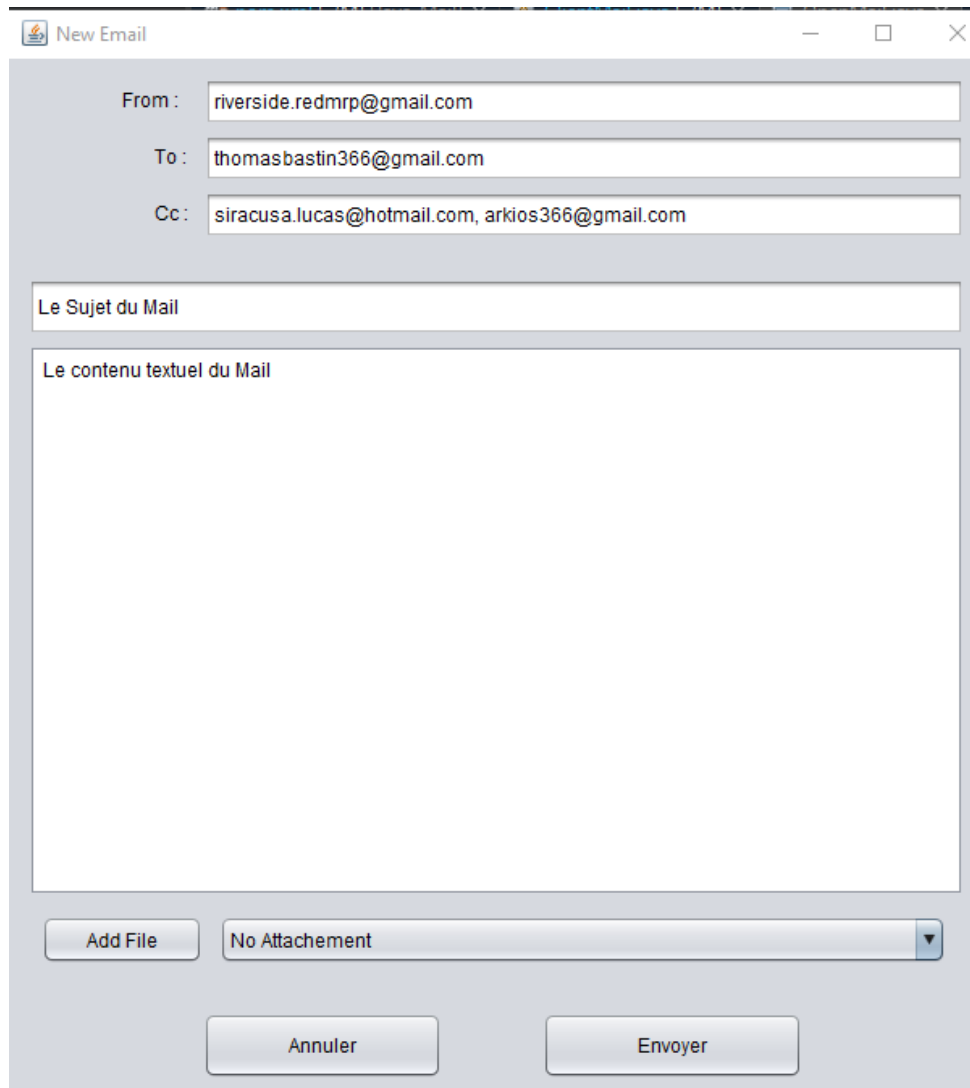 New Email
From : riverside.redmrp@gmail.com
To : thomasbastin366@gmail.com
Cc : siracusa.lucas@hotmail.com, arkios366@gmail.com
Le Sujet du Mail
Le contenu textuel du Mail
Add File No Attachement
Annuler Envoyer